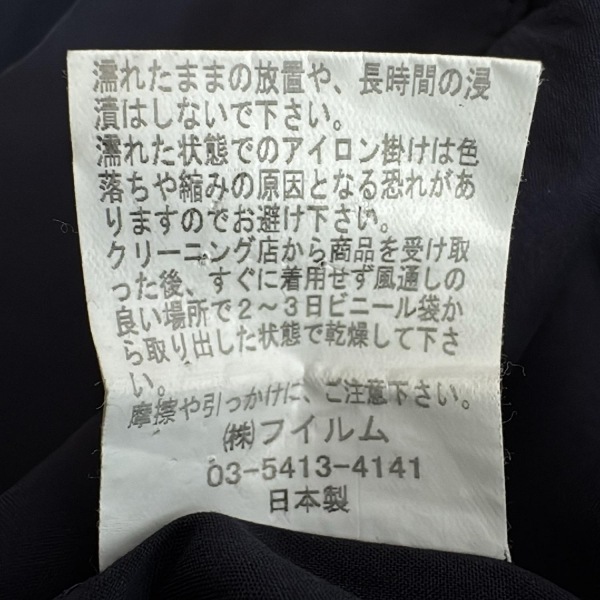 濡れたままの放置や、長時間の浸
漬はしないで下さい。
濡れた状態でのアイロン掛けは色
落ちや縮みの原因となる恐れがあ
りますのでお避け下さい。
クリーニング店から商品を受け取
った後、すぐに着用せず風通しの
良い場所で2～3日ビニール袋か
ら取り出した状態で乾燥して下さ
い。
摩擦や引っかけに、ご注意下さい。
㈱フイルム
03-5413-4141
日本製